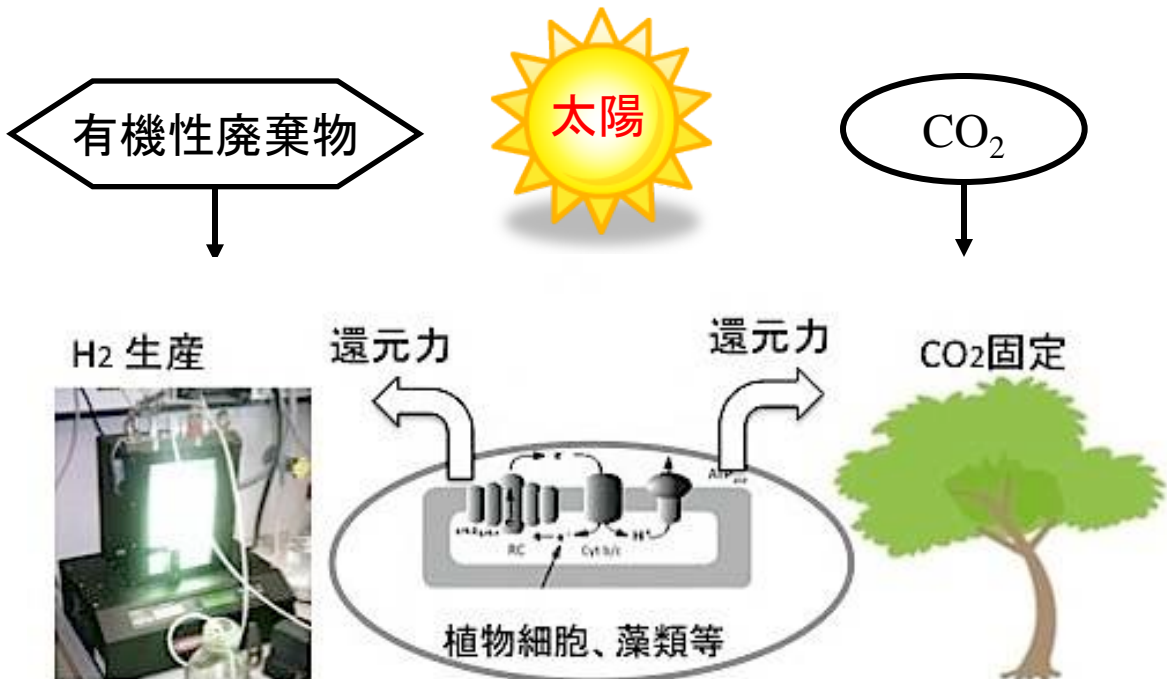 有機性廃棄物
太陽
CO₂
H2 生産
還元力
還元力
CO2固定
e⁻
RC
e⁻
Cyt b/c
H⁺
植物細胞、藻類等